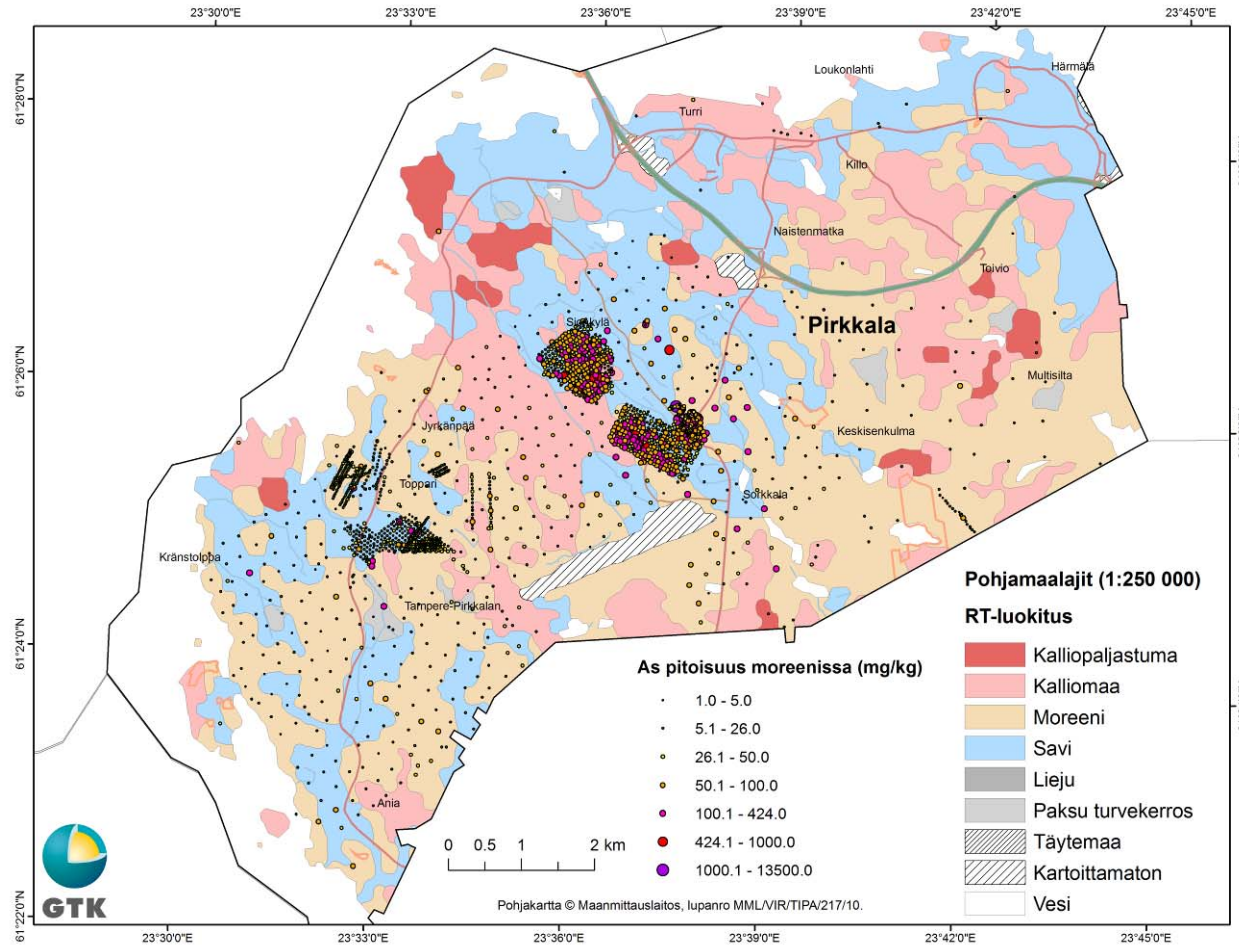 23°30'0"E 23°33'0"E 23°36'0"E 23°39'0"E 23°42'0"E 23°45'0"E
Loukonlahti
Härmälä
61°28'0"N
Turri
Killo
Naistenmatka
Toivio
Pirkkala
61°26'0"N
Multisilta
Jyrkänpää
Keskisenkulma
Toppari
Sorkkala
Kränstolppa
Tampere-Pirkkalan
61°24'0"N
Ania
61°22'0"N
As pitoisuus moreenissa (mg/kg)
1.0 - 5.0
5.1 - 26.0
26.1 - 50.0
50.1 - 100.0
100.1 - 424.0
424.1 - 1000.0
1000.1 - 13500.0
Pohjamaalajit (1:250 000)
RT-luokitus
Kalliopaljastuma
Kalliomaa
Moreeni
Savi
Lieju
Paksu turvekerros
Täytemaa
Kartoittamaton
Vesi
0 0.5 1 2 km
GTK
Pohjakartta © Maanmittauslaitos, lupanro MML/VIR/TIPA/217/10.
23°30'0"E 23°33'0"E 23°36'0"E 23°39'0"E 23°42'0"E 23°45'0"E